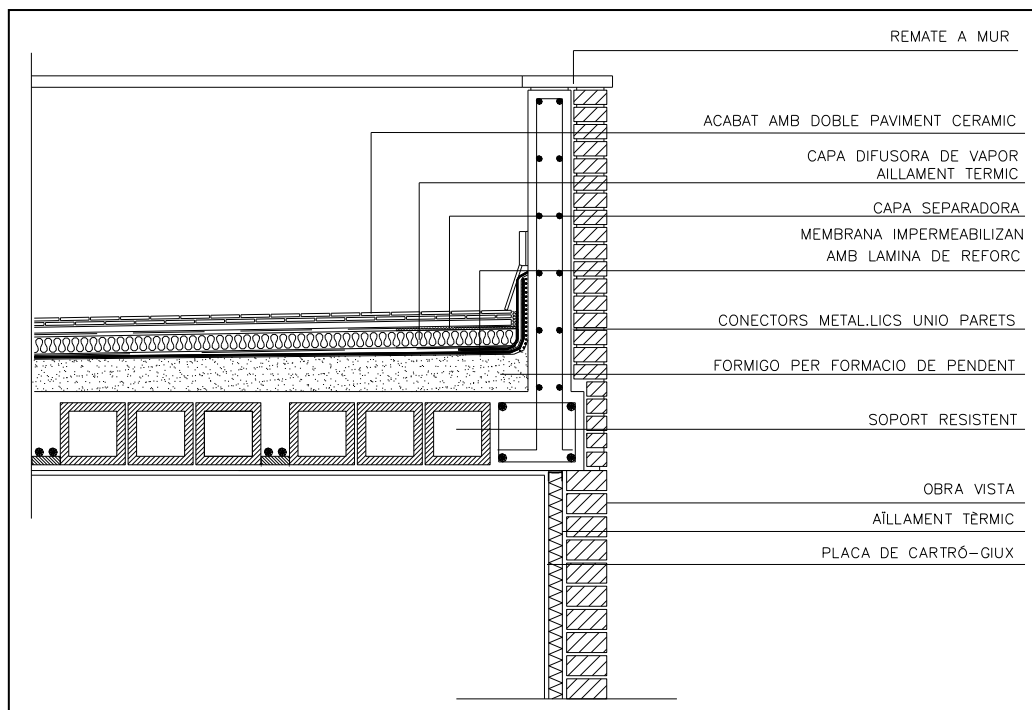 REMATE A MUR
ACABAT AMB DOBLE PAVIMENT CERAMIC
CAPA DIFUSORA DE VAPOR
AILLAMENT TERMIC
CAPA SEPARADORA
MEMBRANA IMPERMEABILIZAN
AMB LAMINA DE REFORC
CONECTORS METAL.LICS UNIO PARETS
FORMIGO PER FORMACIO DE PENDENT
SOPORT RESISTENT
OBRA VISTA
AÏLLAMENT TÈRMIC
PLACA DE CARTRÓ-GIUX